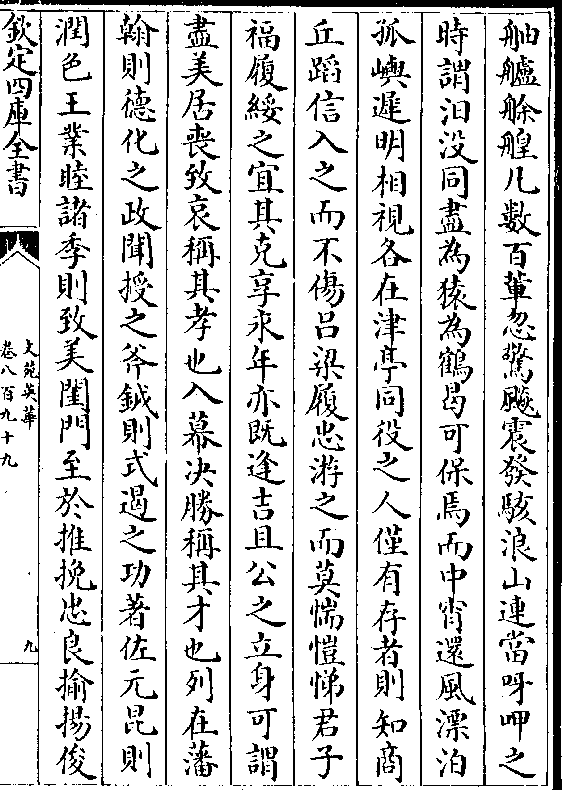 舳艫艅艎凡數百葦忽驚飇震發駭浪山連當呀呷之
時謂汨没同盡為猿為鶴曷可保焉而中宵還風漂泊
孤嶼遲明相視各在津亭同役之人僅有存者則知商
丘蹈信入之而不傷吕梁履忠游之而莫惴愷悌君子
福履綏之宜其克享永年亦既逢吉且公之立身可謂
盡美居喪致哀稱其孝也入幕决勝稱其才也列在藩
翰則德化之政聞授之斧鉞則式遏之功著佐元昆則
潤色王業睦諸季則致美閨門至於推挽忠良揄揚俊
欽定四庫全書
文苑英華
卷八百九十九
九